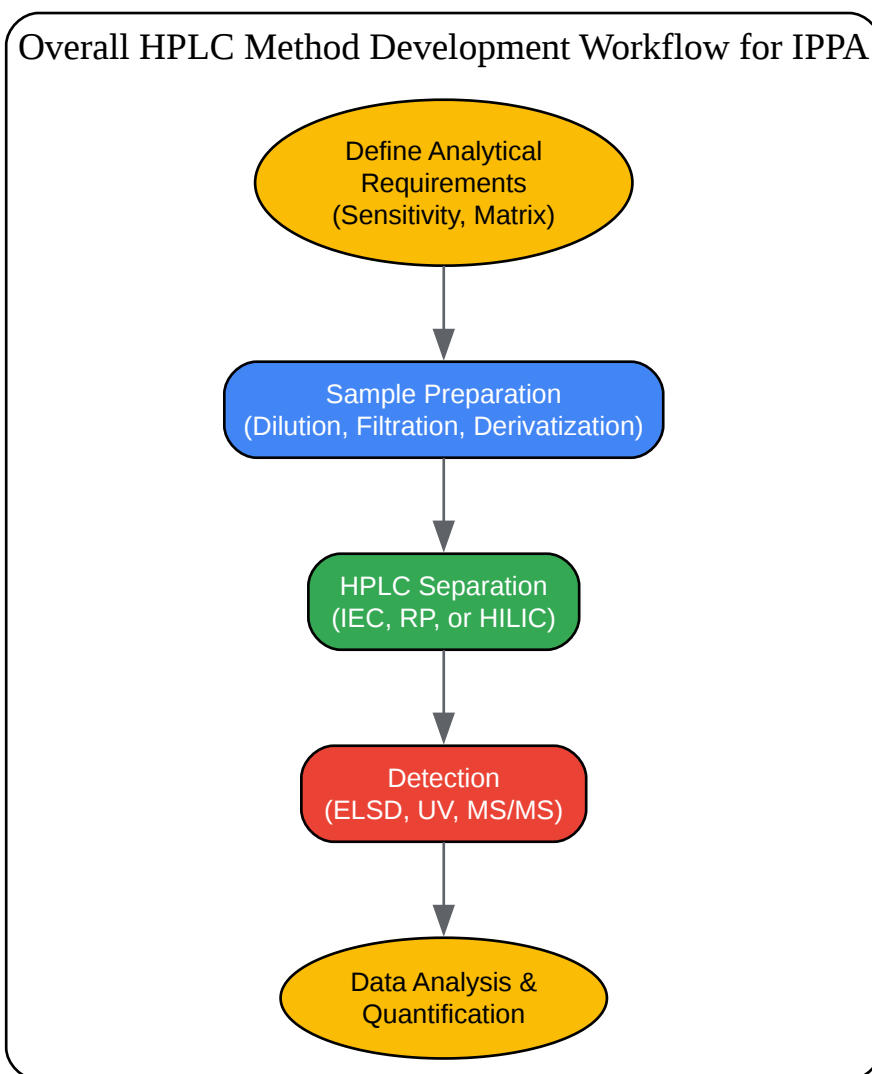 Overall HPLC Method Development Workflow for IPPA
Define Analytical
Requirements
(Sensitivity, Matrix)
Sample Preparation
(Dilution, Filtration, Derivatization)
HPLC Separation
(IEC, RP, or HILIC)
Detection
(ELSD, UV, MS/MS)
Data Analysis &
Quantification